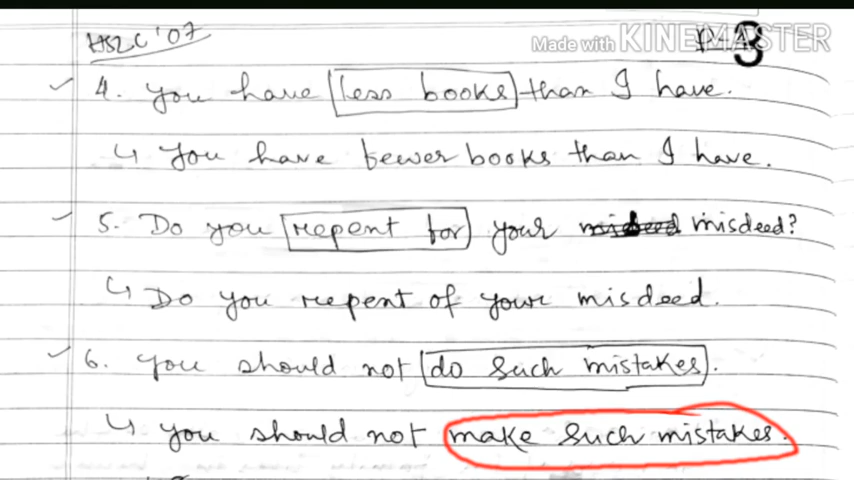 HSLC '07
Made with KINEMASTER
P-3
4. You have less books than I have.
↳ You have fewer books than I have.
5. Do you repent for your misdeed?
↳ Do you repent of your misdeed.
6. You should not do such mistakes.
↳ You should not make such mistakes.